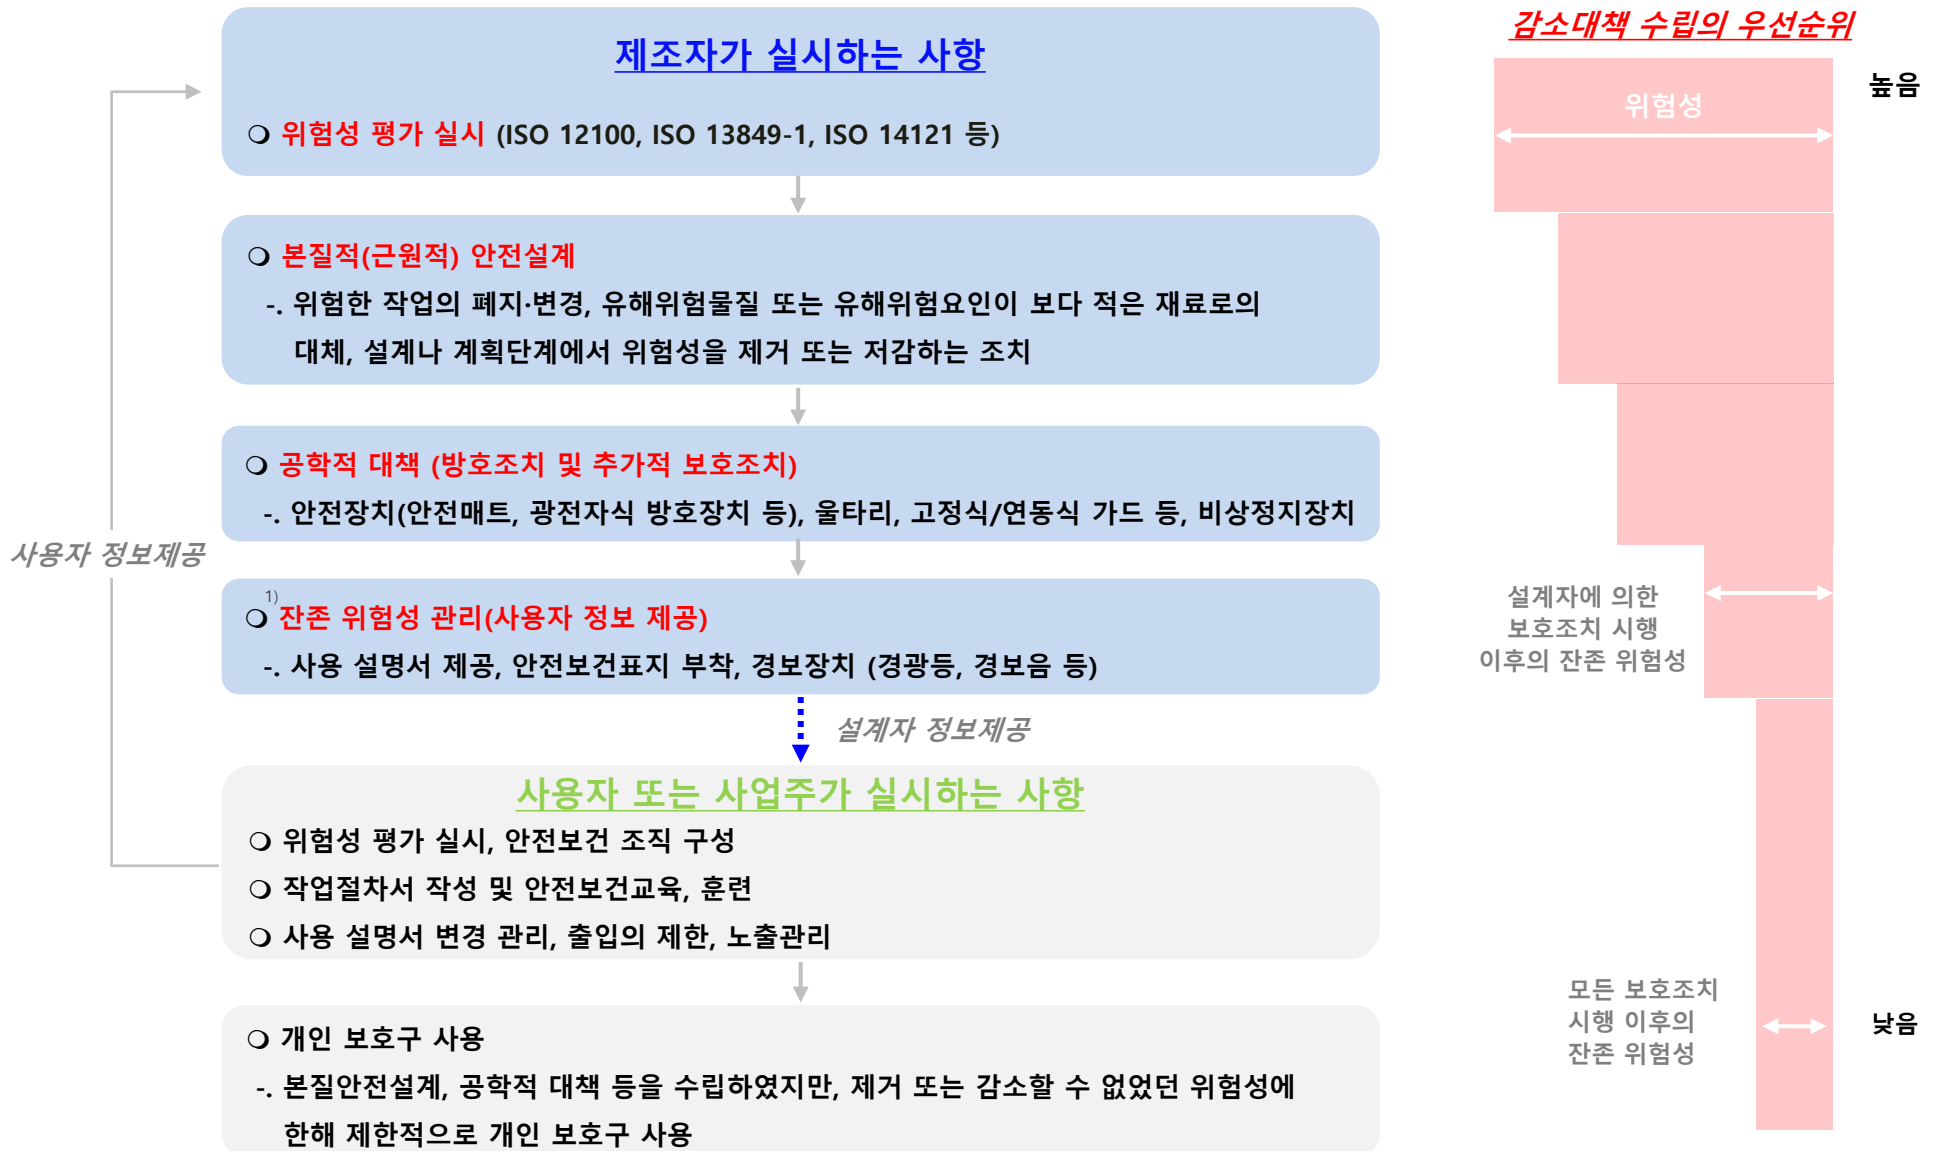 제조자가 실시하는 사항
❍ 위험성 평가 실시 (ISO 12100, ISO 13849-1, ISO 14121 등)
❍ 본질적(근원적) 안전설계
-. 위험한 작업의 폐지·변경, 유해위험물질 또는 유해위험요인이 보다 적은 재료로의
대체, 설계나 계획단계에서 위험성을 제거 또는 저감하는 조치
❍ 공학적 대책 (방호조치 및 추가적 보호조치)
-. 안전장치(안전매트, 광전자식 방호장치 등), 울타리, 고정식/연동식 가드 등, 비상정지장치
사용자 정보제공
❍ 1) 잔존 위험성 관리(사용자 정보 제공)
-. 사용 설명서 제공, 안전보건표지 부착, 경보장치 (경광등, 경보음 등)
설계자 정보제공
사용자 또는 사업주가 실시하는 사항
❍ 위험성 평가 실시, 안전보건 조직 구성
❍ 작업절차서 작성 및 안전보건교육, 훈련
❍ 사용 설명서 변경 관리, 출입의 제한, 노출관리
❍ 개인 보호구 사용
-. 본질안전설계, 공학적 대책 등을 수립하였지만, 제거 또는 감소할 수 없었던 위험성에
한해 제한적으로 개인 보호구 사용
감소대책 수립의 우선순위
높음
위험성
설계자에 의한
보호조치 시행
이후의 잔존 위험성
모든 보호조치
시행 이후의
잔존 위험성
낮음